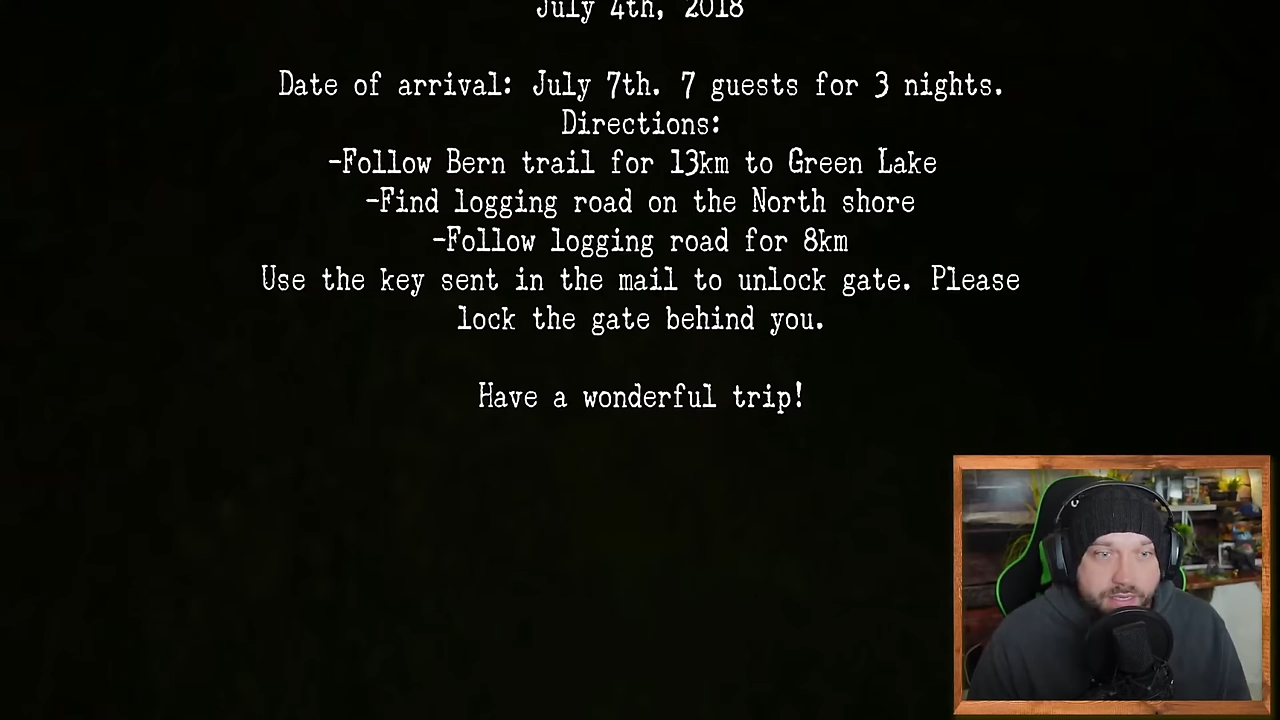 July 4th, 2018
Date of arrival: July 7th. 7 guests for 3 nights.
Directions:
-Follow Bern trail for 13km to Green Lake
-Find logging road on the North shore
-Follow logging road for 8km
Use the key sent in the mail to unlock gate. Please
lock the gate behind you.
Have a wonderful trip!